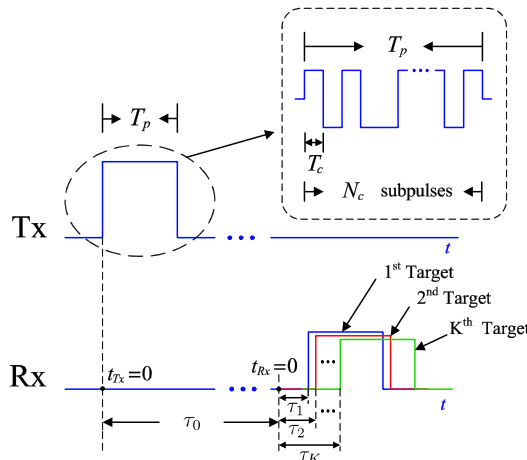 T_p
T_p
T_c
N_c subpulses
Tx
t
1st Target
2nd Target
Kth Target
Rx
t_Tx=0
t_Rx=0
t
τ_1
τ_0
τ_2
τ_K